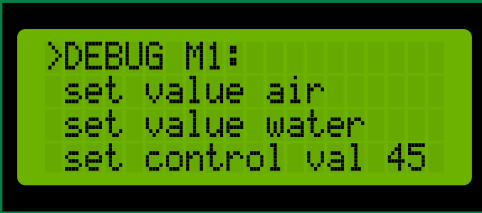 >DEBUG M1:
set value air
set value water
set control val 45